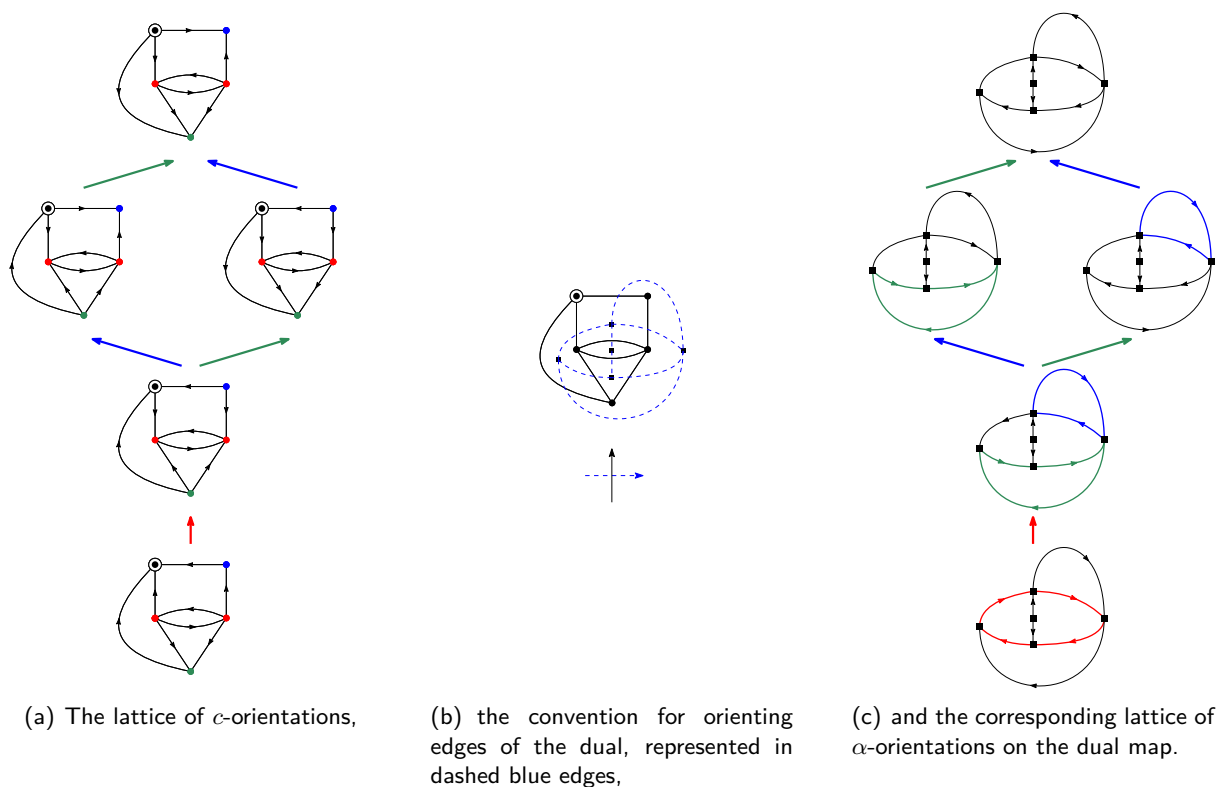 (a) The lattice of c-orientations,
(b) the convention for orienting
edges of the dual, represented in
dashed blue edges,
(c) and the corresponding lattice of
α-orientations on the dual map.